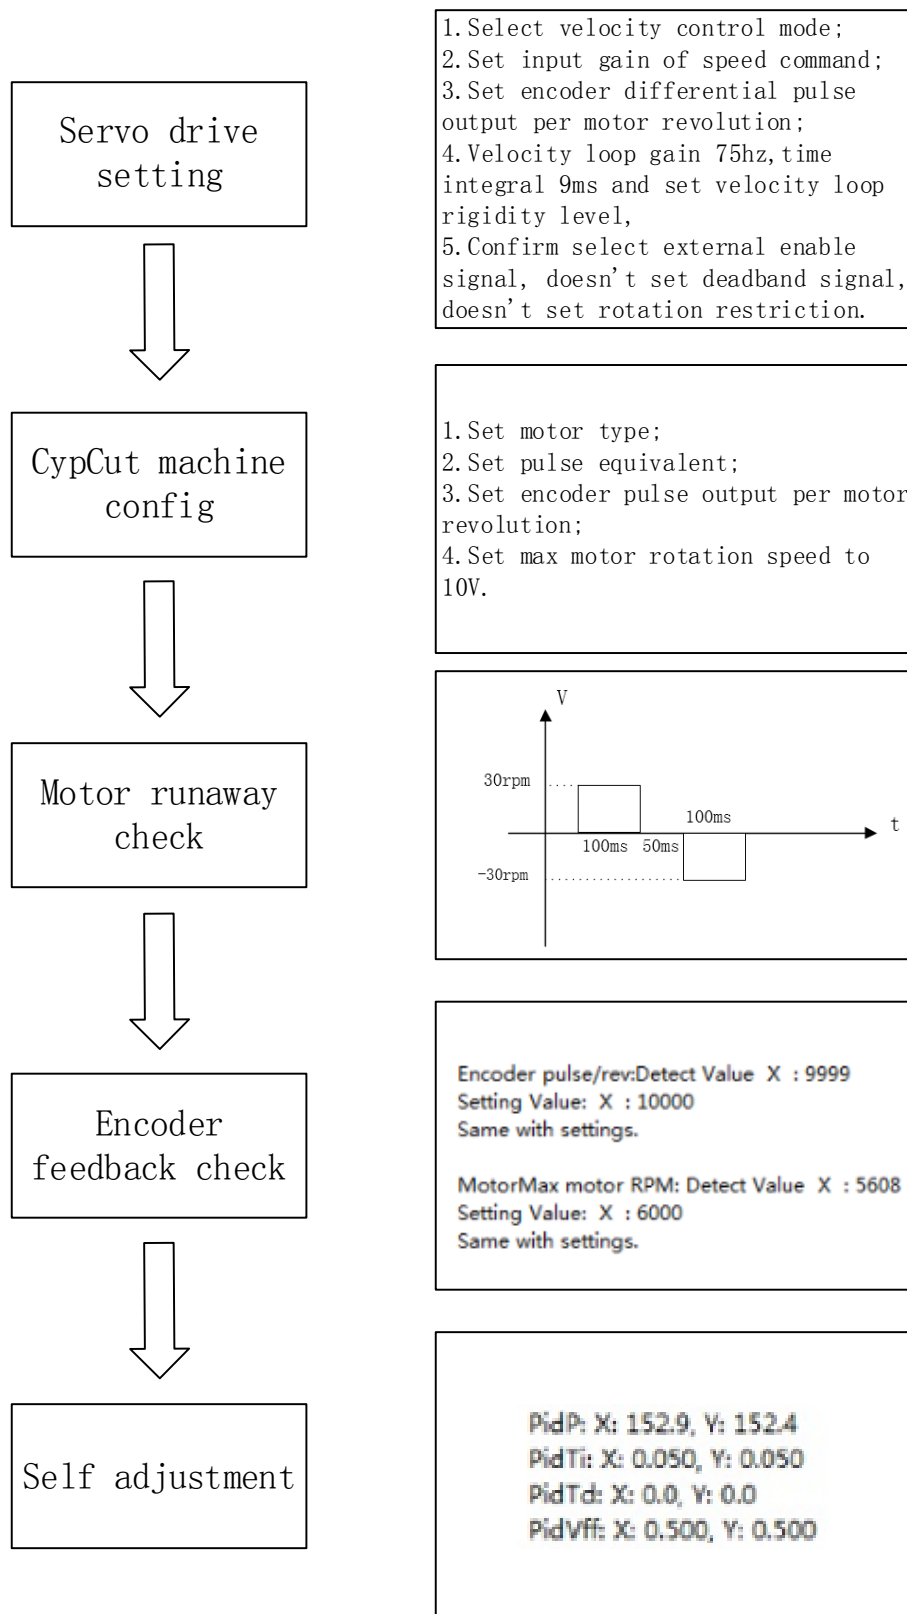 Servo drive
setting
1.Select velocity control mode;
2.Set input gain of speed command;
3.Set encoder differential pulse
output per motor revolution;
4.Velocity loop gain 75hz,time
integral 9ms and set velocity loop
rigidity level,
5.Confirm select external enable
signal, doesn't set deadband signal,
doesn't set rotation restriction.
CypCut machine
config
1.Set motor type;
2.Set pulse equivalent;
3.Set encoder pulse output per motor
revolution;
4.Set max motor rotation speed to
10V.
Motor runaway
check
V
30rpm
100ms
t
100ms 50ms
-30rpm
Encoder
feedback check
Encoder pulse/rev:Detect Value X : 9999
Setting Value: X : 10000
Same with settings.
MotorMax motor RPM: Detect Value X : 5608
Setting Value: X : 6000
Same with settings.
Self adjustment
PidP: X: 152.9, Y: 152.4
PidTi: X: 0.050, Y: 0.050
PidTd: X: 0.0, Y: 0.0
PidVff: X: 0.500, Y: 0.500